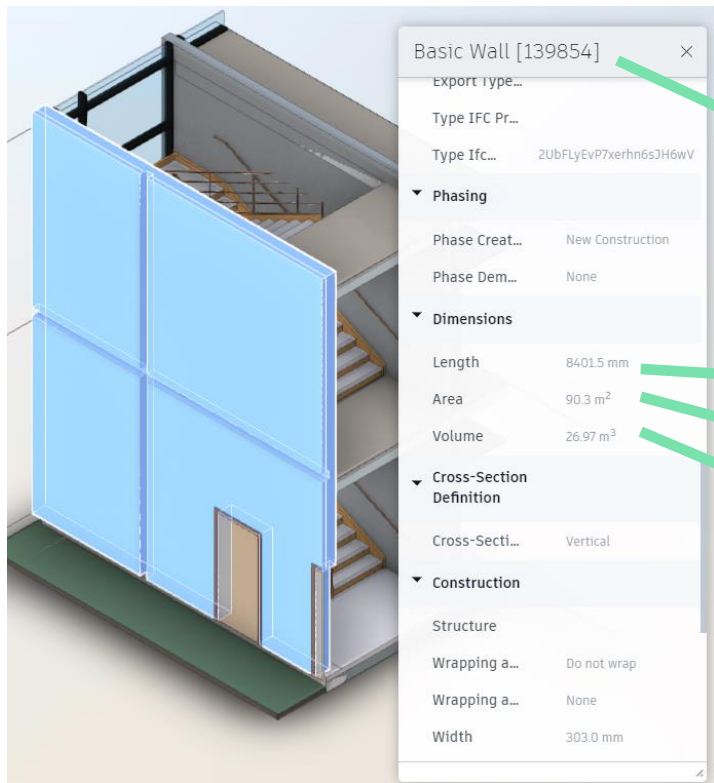 Basic Wall [139854]
Export Type...
Type IFC Pr...
Type Ifc... 2UbFLyEvP7xerhn6sJH6wV
Phasing
Phase Creat... New Construction
Phase Dem... None
Dimensions
Length 8401.5 mm
Area 90.3 m²
Volume 26.97 m³
Cross-Section
Definition
Cross-Secti... Vertical
Construction
Structure
Wrapping a... Do not wrap
Wrapping a... None
Width 303.0 mm